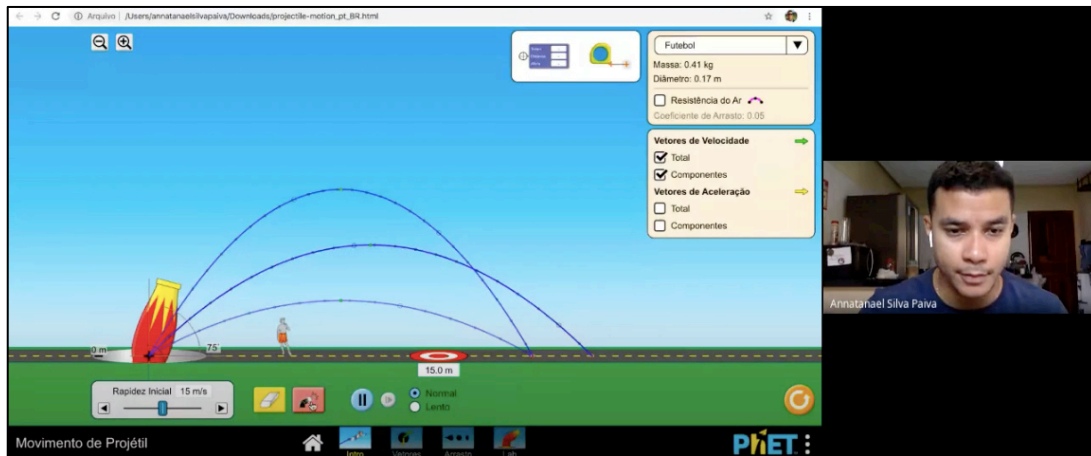 Arquivo | /Users/annatanaelsilvapaiva/Downloads/projectile-motion_pt_BR.html
Futebol
Massa: 0.41 kg
Diâmetro: 0.17 m
Resistência do Ar
Coeficiente de Arrasto: 0.05
Vetores de Velocidade
Total
Componentes
Vetores de Aceleração
Total
Componentes
Annatanael Silva Paiva
0 m
75°
15.0 m
Rapidez Inicial 15 m/s
Normal
Lento
Movimento de Projétil
Intro
Vetores
Arrasto
Lab
PhET